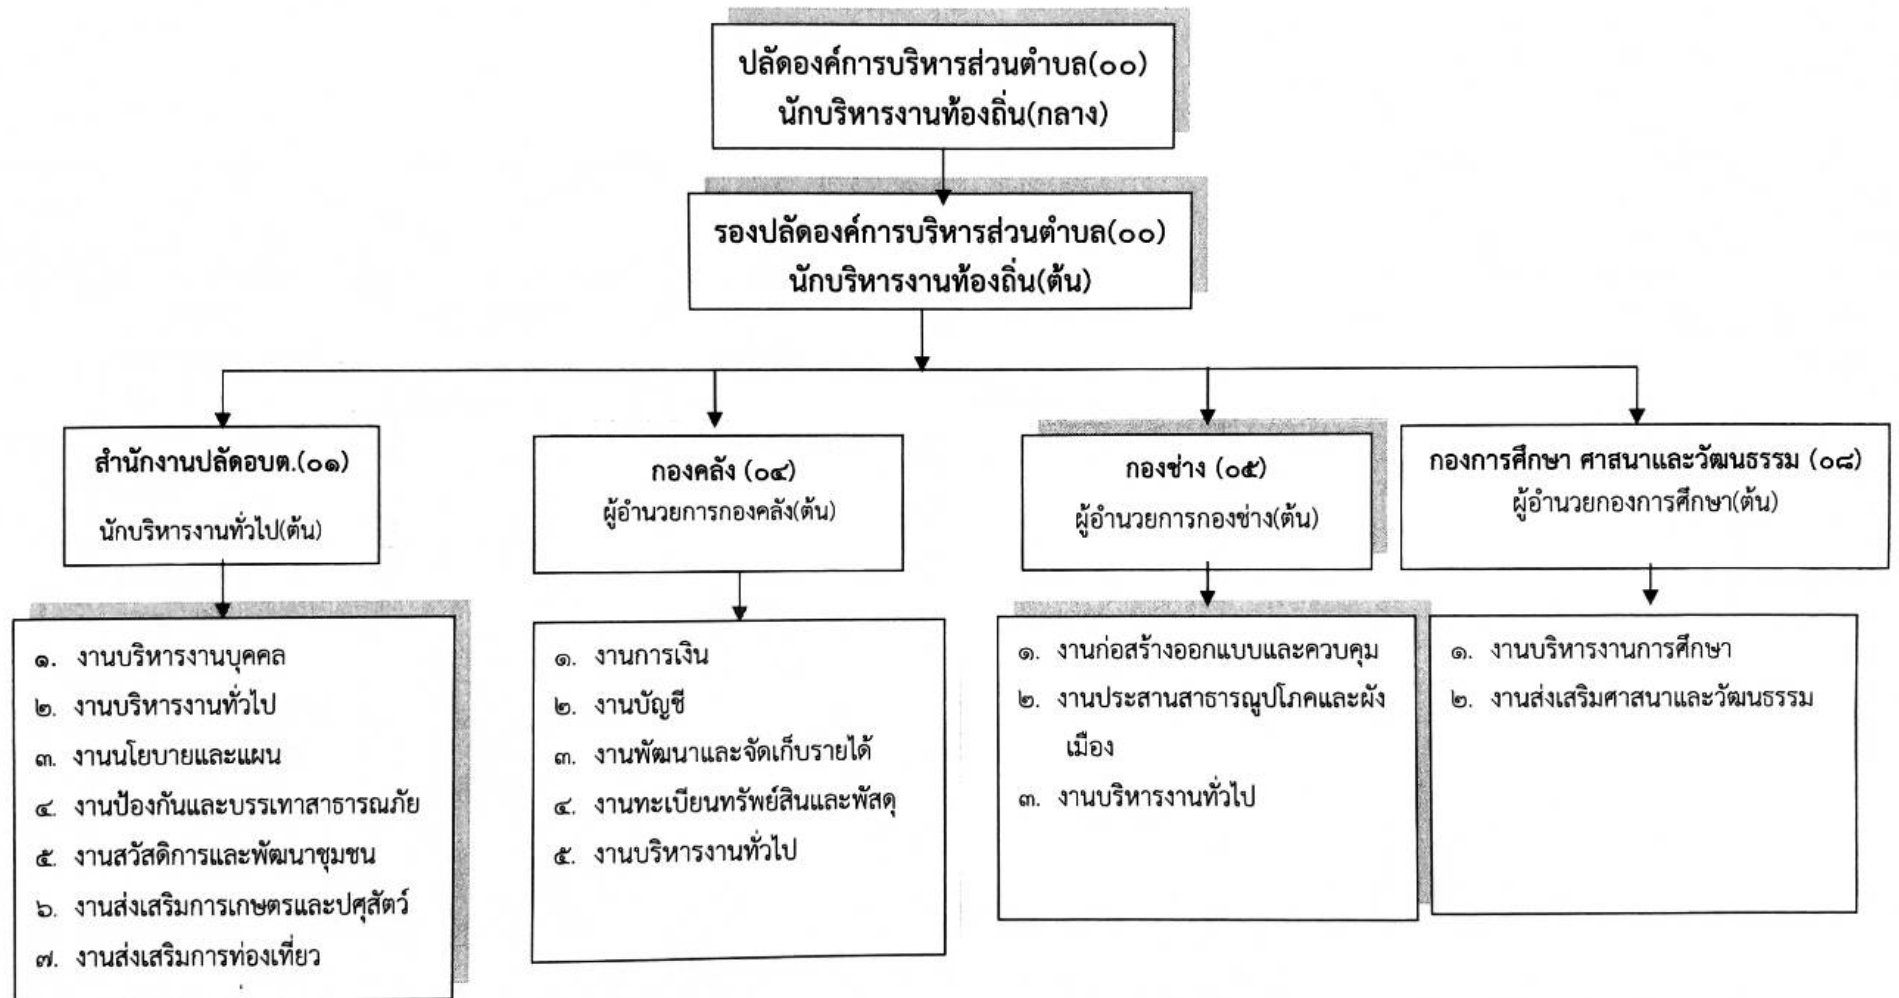 ปลัดองค์การบริหารส่วนตำบล(๐๐)
นักบริหารงานท้องถิ่น(กลาง)
รองปลัดองค์การบริหารส่วนตำบล(๐๐)
นักบริหารงานท้องถิ่น(ต้น)
สำนักงานปลัดอบต.(๐๑)
นักบริหารงานทั่วไป(ต้น)
กองคลัง (๐๔)
ผู้อำนวยการกองคลัง(ต้น)
กองช่าง (๐๕)
ผู้อำนวยการกองช่าง(ต้น)
กองการศึกษา ศาสนาและวัฒนธรรม (๐๘)
ผู้อำนวยกองการศึกษา(ต้น)
๑. งานบริหารงานบุคคล
๒. งานบริหารงานทั่วไป
๓. งานนโยบายและแผน
๔. งานป้องกันและบรรเทาสาธารณภัย
๕. งานสวัสดิการและพัฒนาชุมชน
๖. งานส่งเสริมการเกษตรและปศุสัตว์
๗. งานส่งเสริมการท่องเที่ยว
๑. งานการเงิน
๒. งานบัญชี
๓. งานพัฒนาและจัดเก็บรายได้
๔. งานทะเบียนทรัพย์สินและพัสดุ
๕. งานบริหารงานทั่วไป
๑. งานก่อสร้างออกแบบและควบคุม
๒. งานประสานสาธารณูปโภคและผัง
เมือง
๓. งานบริหารงานทั่วไป
๑. งานบริหารงานการศึกษา
๒. งานส่งเสริมศาสนาและวัฒนธรรม